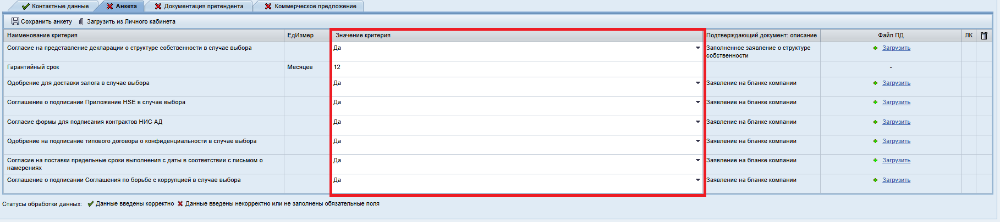 Контактные данные Анкета Документация претендента Коммерческое предложение
Сохранить анкету Загрузить из Личного кабинета
Наименование критерия ЕдИзмер Значение критерия Подтверждающий документ: описание Файл ПД ЛК
Согласие на представление декларации о структуре собственности в случае выбора Да Заполненное заявление о структуре Загрузить
собственности
Гарантийный срок Месяцев 12 -
Одобрение для доставки залога в случае выбора Да Заявление на бланке компании Загрузить
Соглашение о подписании Приложение HSE в случае выбора Да Заявление на бланке компании Загрузить
Согласие формы для подписания контрактов НИС АД Да Заявление на бланке компании Загрузить
Одобрение на подписание типового договора о конфиденциальности в случае выбора Да Заявление на бланке компании Загрузить
Согласие на поставки предельные сроки выполнения с даты в соответствии с письмом о Да Заявление на бланке компании Загрузить
намерениях
Соглашение о подписании Соглашения по борьбе с коррупцией в случае выбора Да Заявление на бланке компании Загрузить
Статусы обработки данных: Данные введены корректно Данные введены некорректно или не заполнены обязательные поля